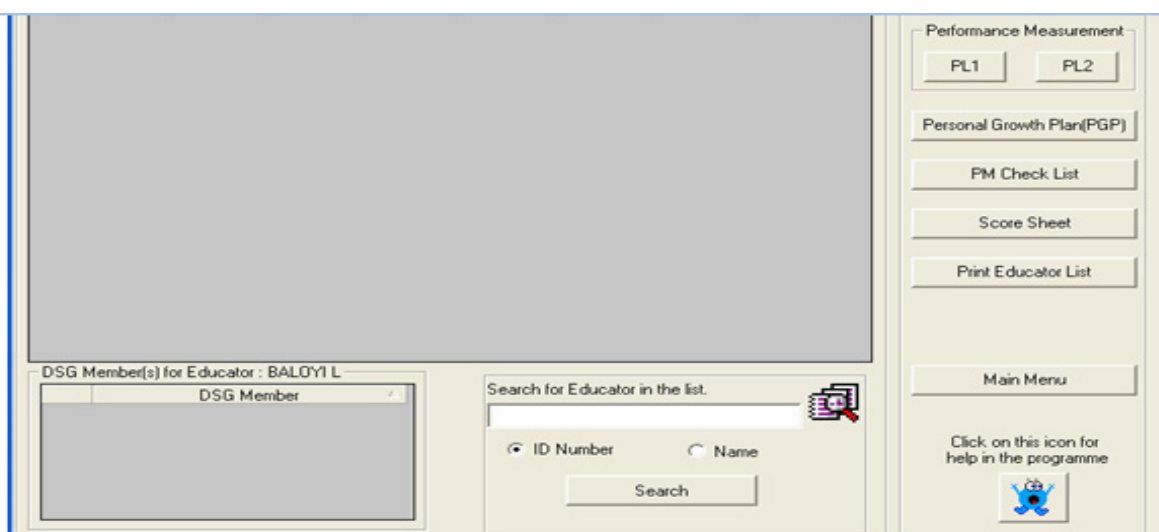 Performance Measurement
PL1
PL2
Personal Growth Plan(PGP)
PM Check List
Score Sheet
Print Educator List
Main Menu
Click on this icon for
help in the programme
DSG Member(s) for Educator : BALOYI L
DSG Member
Search for Educator in the list.
ID Number
Name
Search